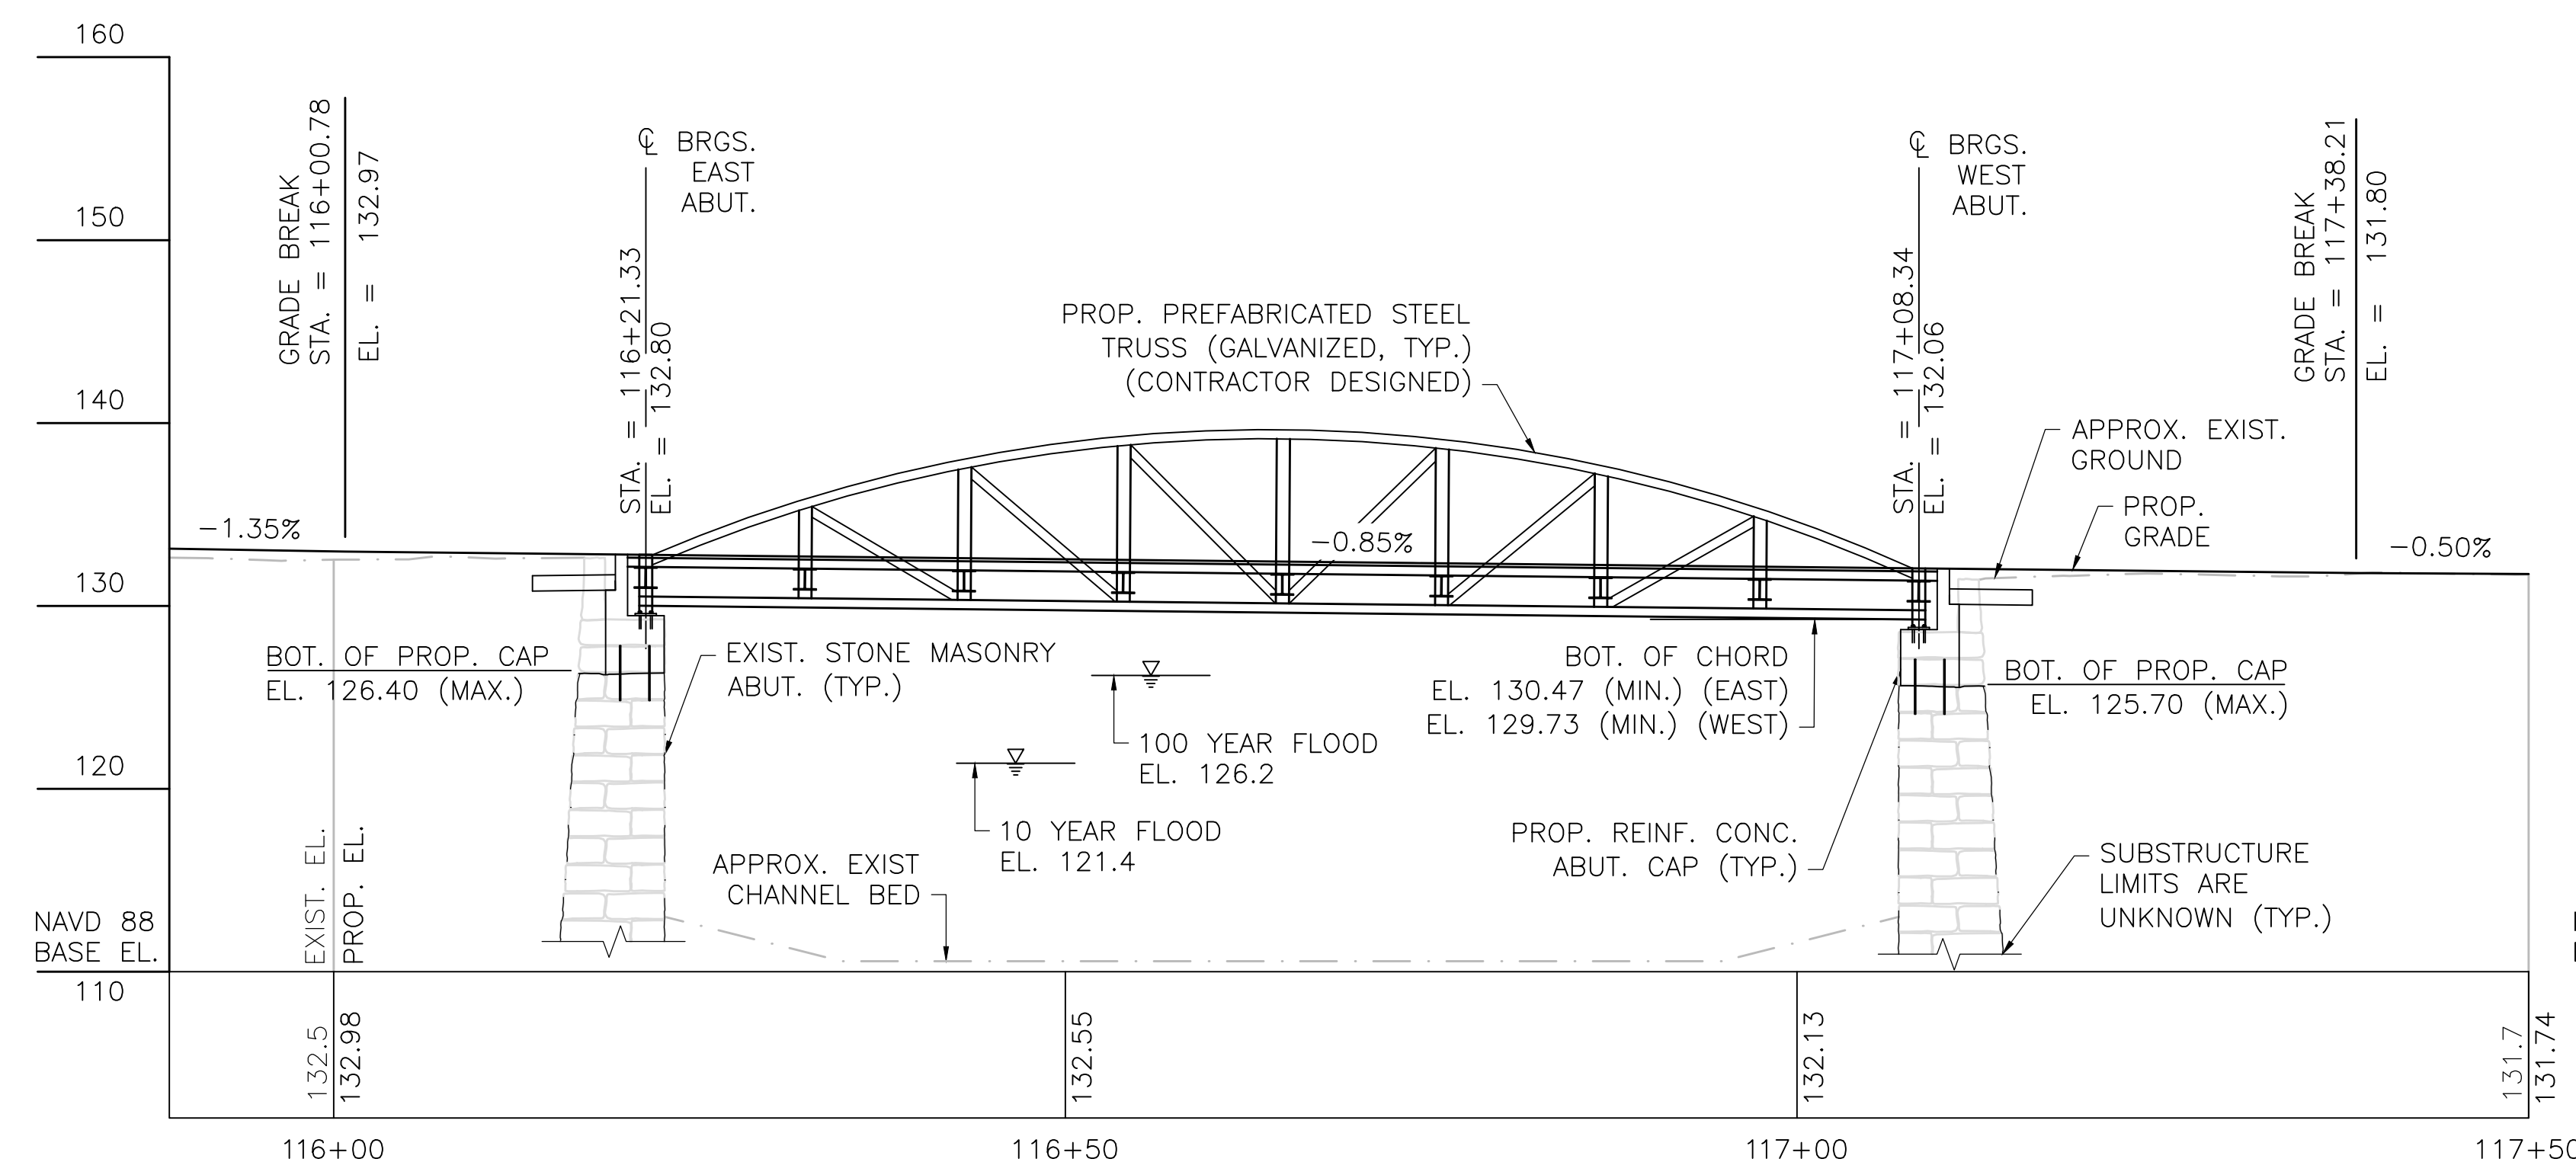 160
150
140
130
120
NAVD 88
BASE EL.
110
GRADE BREAK
STA. = 116+00.78
EL. = 132.97
℄ BRGS.
EAST
ABUT.
STA. = 116+21.33
EL. = 132.80
PROP. PREFABRICATED STEEL
TRUSS (GALVANIZED, TYP.)
(CONTRACTOR DESIGNED)
℄ BRGS.
WEST
ABUT.
STA. = 117+08.34
EL. = 132.06
GRADE BREAK
STA. = 117+38.21
EL. = 131.80
APPROX. EXIST.
GROUND
PROP.
GRADE
-1.35%
-0.85%
-0.50%
BOT. OF PROP. CAP
EL. 126.40 (MAX.)
EXIST. STONE MASONRY
ABUT. (TYP.)
100 YEAR FLOOD
EL. 126.2
10 YEAR FLOOD
EL. 121.4
BOT. OF CHORD
EL. 130.47 (MIN.) (EAST)
EL. 129.73 (MIN.) (WEST)
BOT. OF PROP. CAP
EL. 125.70 (MAX.)
APPROX. EXIST
CHANNEL BED
PROP. REINF. CONC.
ABUT. CAP (TYP.)
SUBSTRUCTURE
LIMITS ARE
UNKNOWN (TYP.)
EXIST. EL.
PROP. EL.
132.5
132.98
132.55
132.13
131.7
131.74
116+00
116+50
117+00
117+50